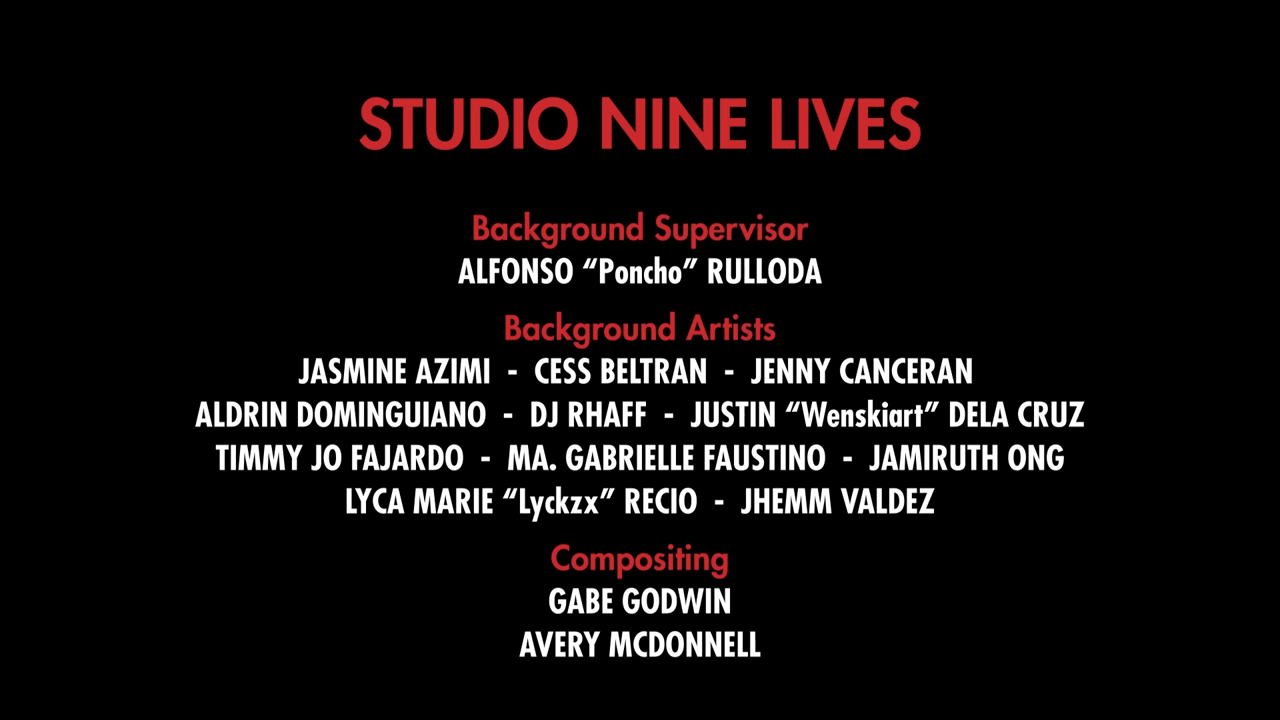 STUDIO NINE LIVES
Background Supervisor
ALFONSO “Poncho” RULLODA
Background Artists
JASMINE AZIMI - CESS BELTRAN - JENNY CANCERAN
ALDRIN DOMINGUIANO - DJ RHAFF - JUSTIN “Wenskiart” DELA CRUZ
TIMMY JO FAJARDO - MA. GABRIELLE FAUSTINO - JAMIRUTH ONG
LYCA MARIE “Lyckzx” RECIO - JHEMM VALDEZ
Compositing
GABE GODWIN
AVERY MCDONNELL